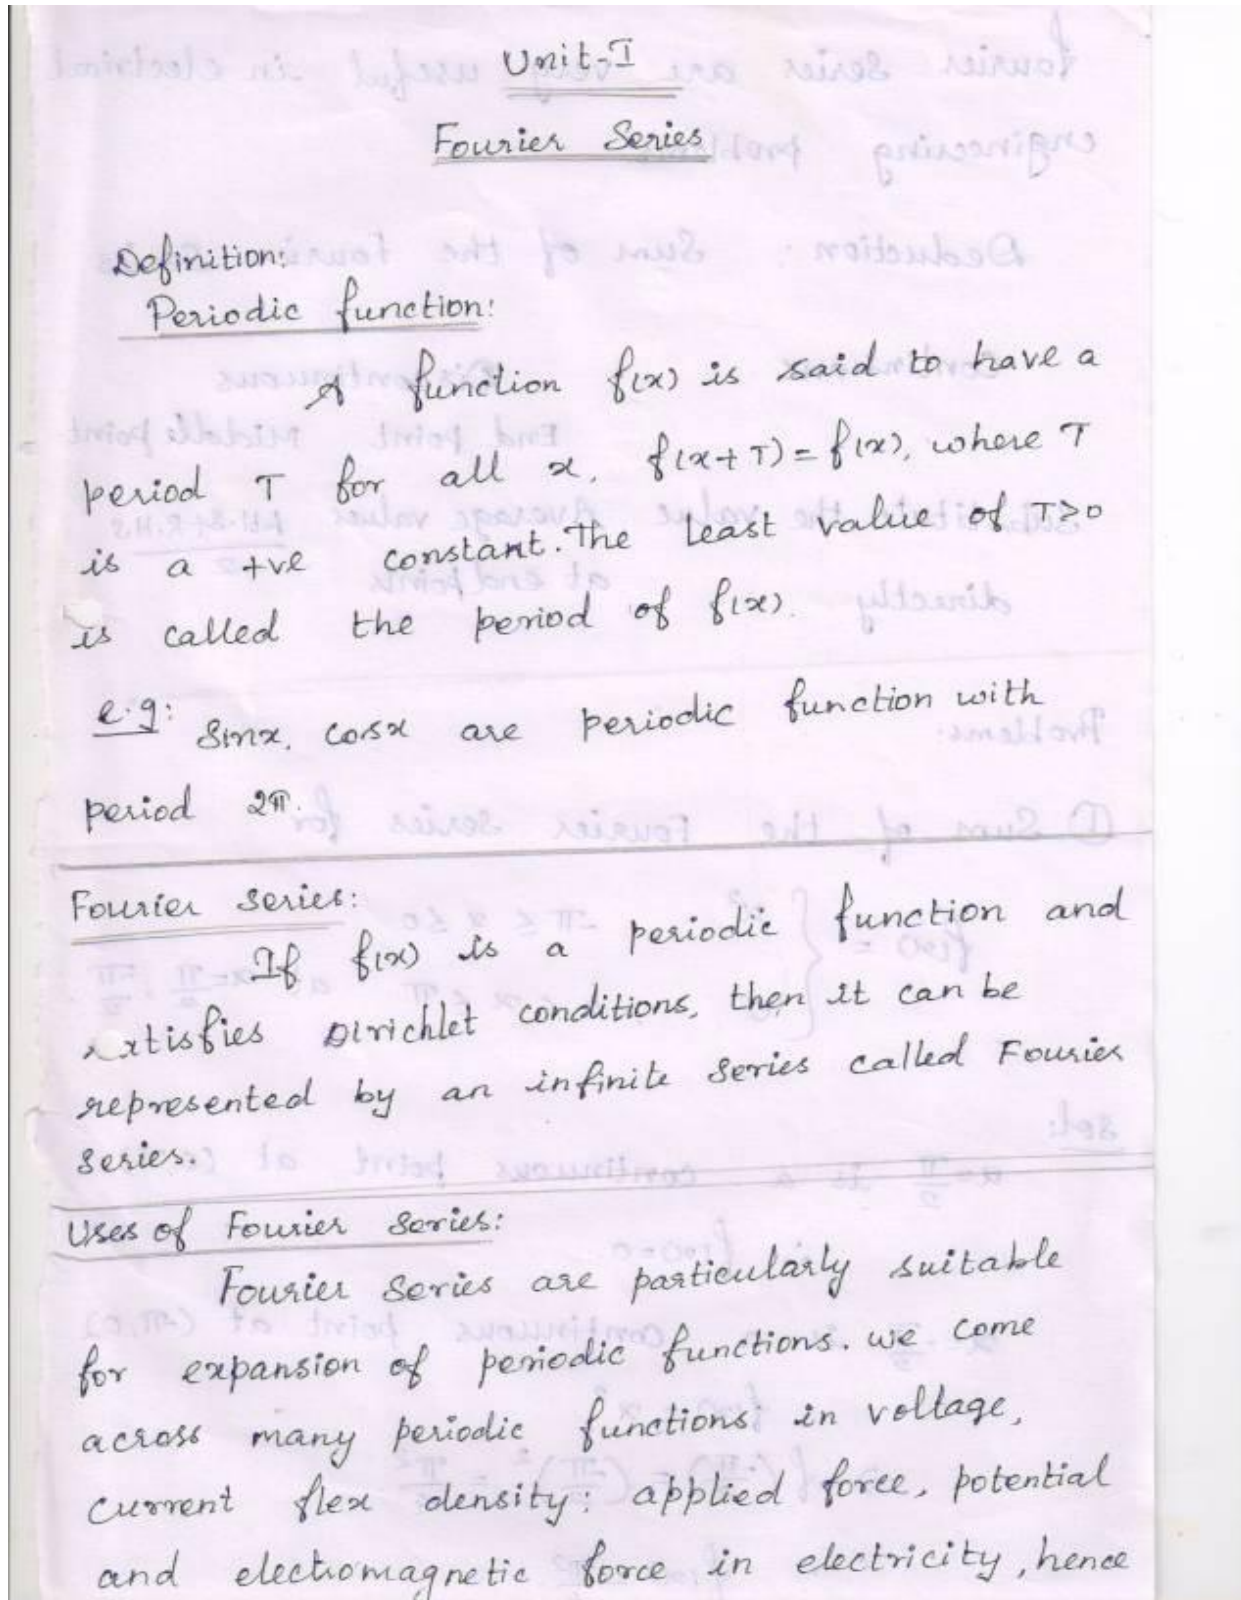 Unit-I
Fourier Series
Definition:
Periodic function:
A function f(x) is said to have a
period T for all x, f(x+T)=f(x), where T
is a +ve constant. The least value of T>0
is called the period of f(x).
e.g: Sinx, cosx are periodic function with
period 2π.
Fourier series:
If f(x) is a periodic function and
satisfies Dirichlet conditions, then it can be
represented by an infinite series called Fourier
series.
Uses of Fourier series:
Fourier series are particularly suitable
for expansion of periodic functions. we come
across many periodic functions in voltage,
current flex density, applied force, potential
and electromagnetic force in electricity, hence